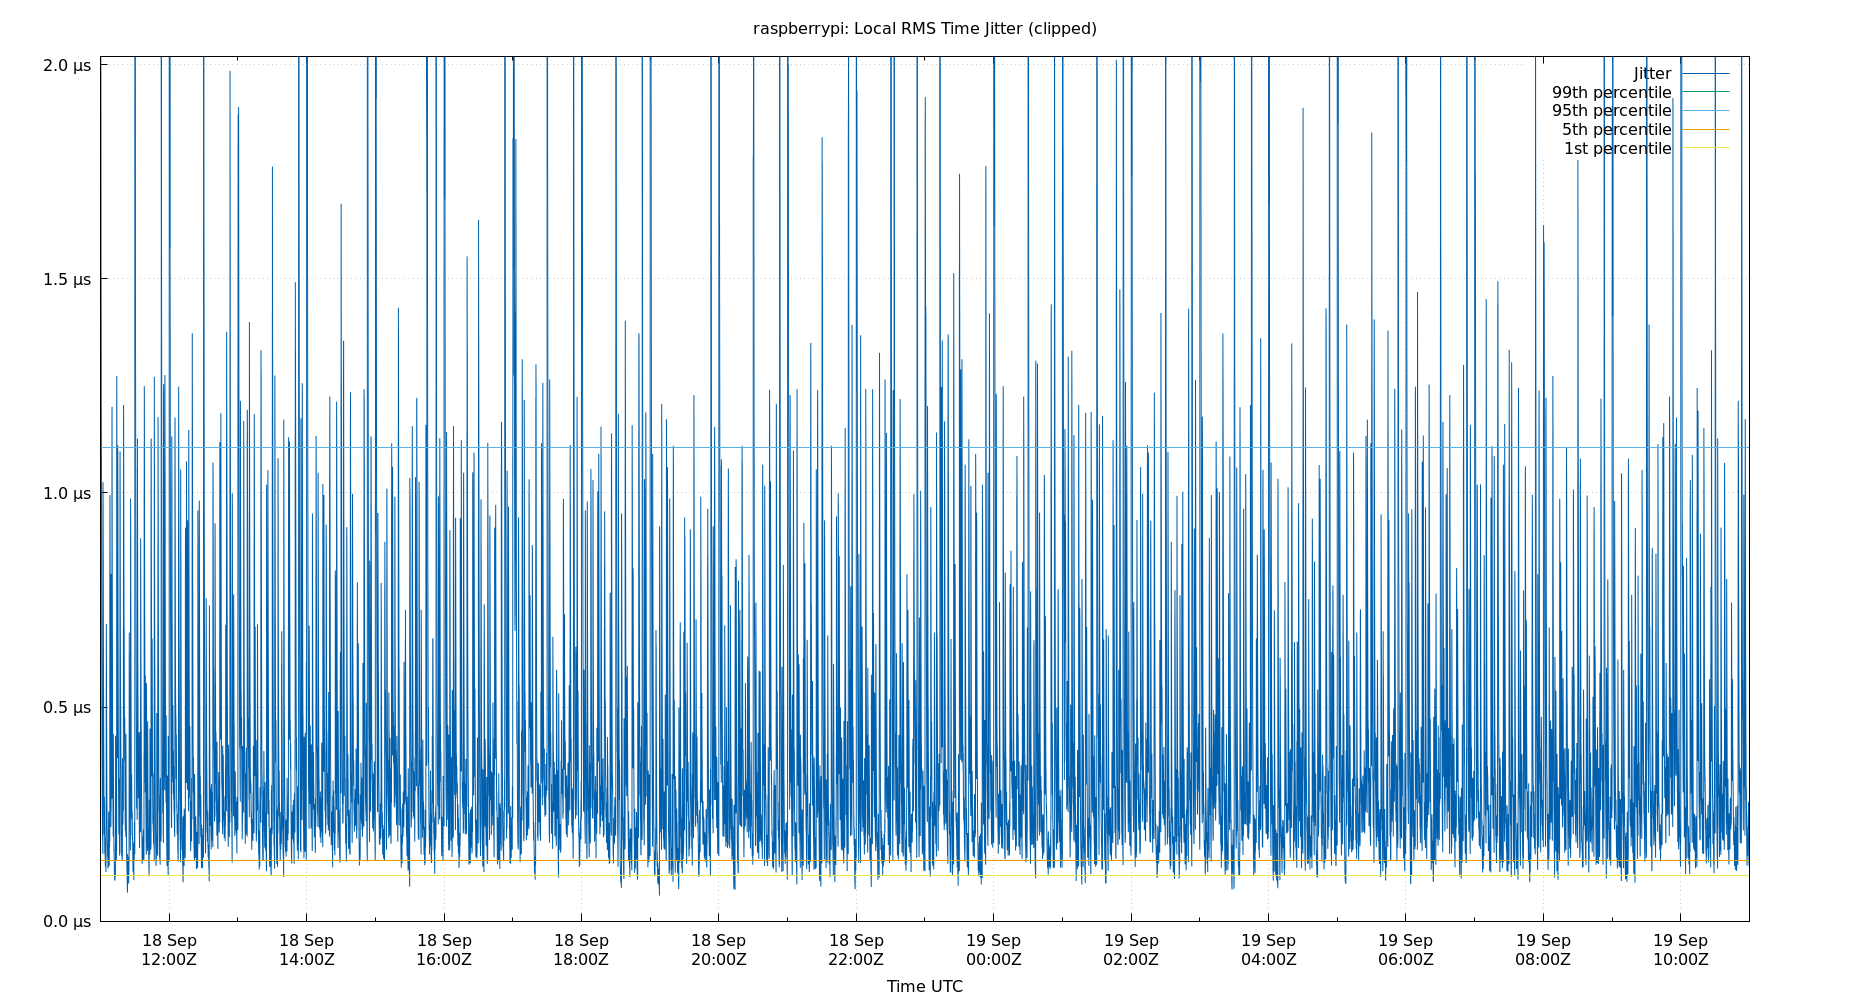 raspberrypi: Local RMS Time Jitter (clipped)
2.0 µs
1.5 µs
1.0 µs
0.5 µs
0.0 µs
Jitter
99th percentile
95th percentile
5th percentile
1st percentile
18 Sep 18 Sep 18 Sep 18 Sep 18 Sep 18 Sep 19 Sep 19 Sep 19 Sep 19 Sep 19 Sep 19 Sep
12:00Z 14:00Z 16:00Z 18:00Z 20:00Z 22:00Z 00:00Z 02:00Z 04:00Z 06:00Z 08:00Z 10:00Z
Time UTC